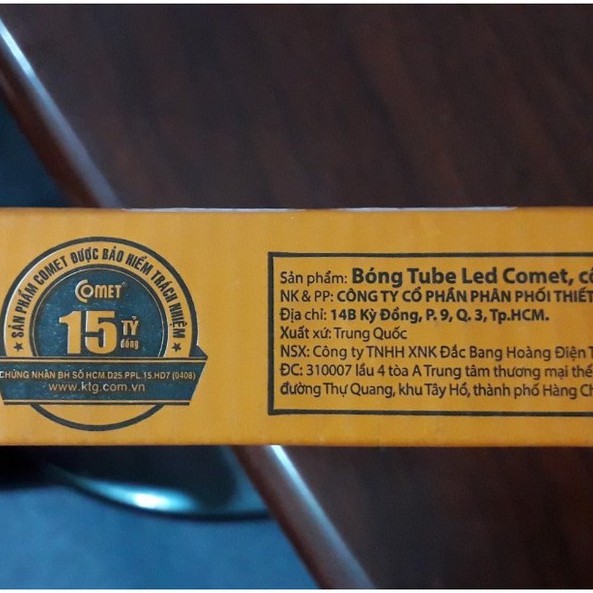 ★ SẢN PHẨM COMET ĐƯỢC BẢO HIỂM TRÁCH NHIỆM ★
COMET®
15 TỶ
đồng
CHỨNG NHẬN BH SỐ HCM.D25.PPL.15.HD7 (0408)
www.ktg.com.vn
Sản phẩm: Bóng Tube Led Comet, cô
NK & PP: CÔNG TY CỔ PHẦN PHÂN PHỐI THIẾT
Địa chỉ: 14B Kỳ Đồng, P. 9, Q. 3, Tp.HCM.
Xuất xứ: Trung Quốc
NSX: Công ty TNHH XNK Đắc Bang Hoàng Điện T
ĐC: 310007 lầu 4 tòa A Trung tâm thương mại thế
đường Thự Quang, khu Tây Hồ, thành phố Hàng Ch